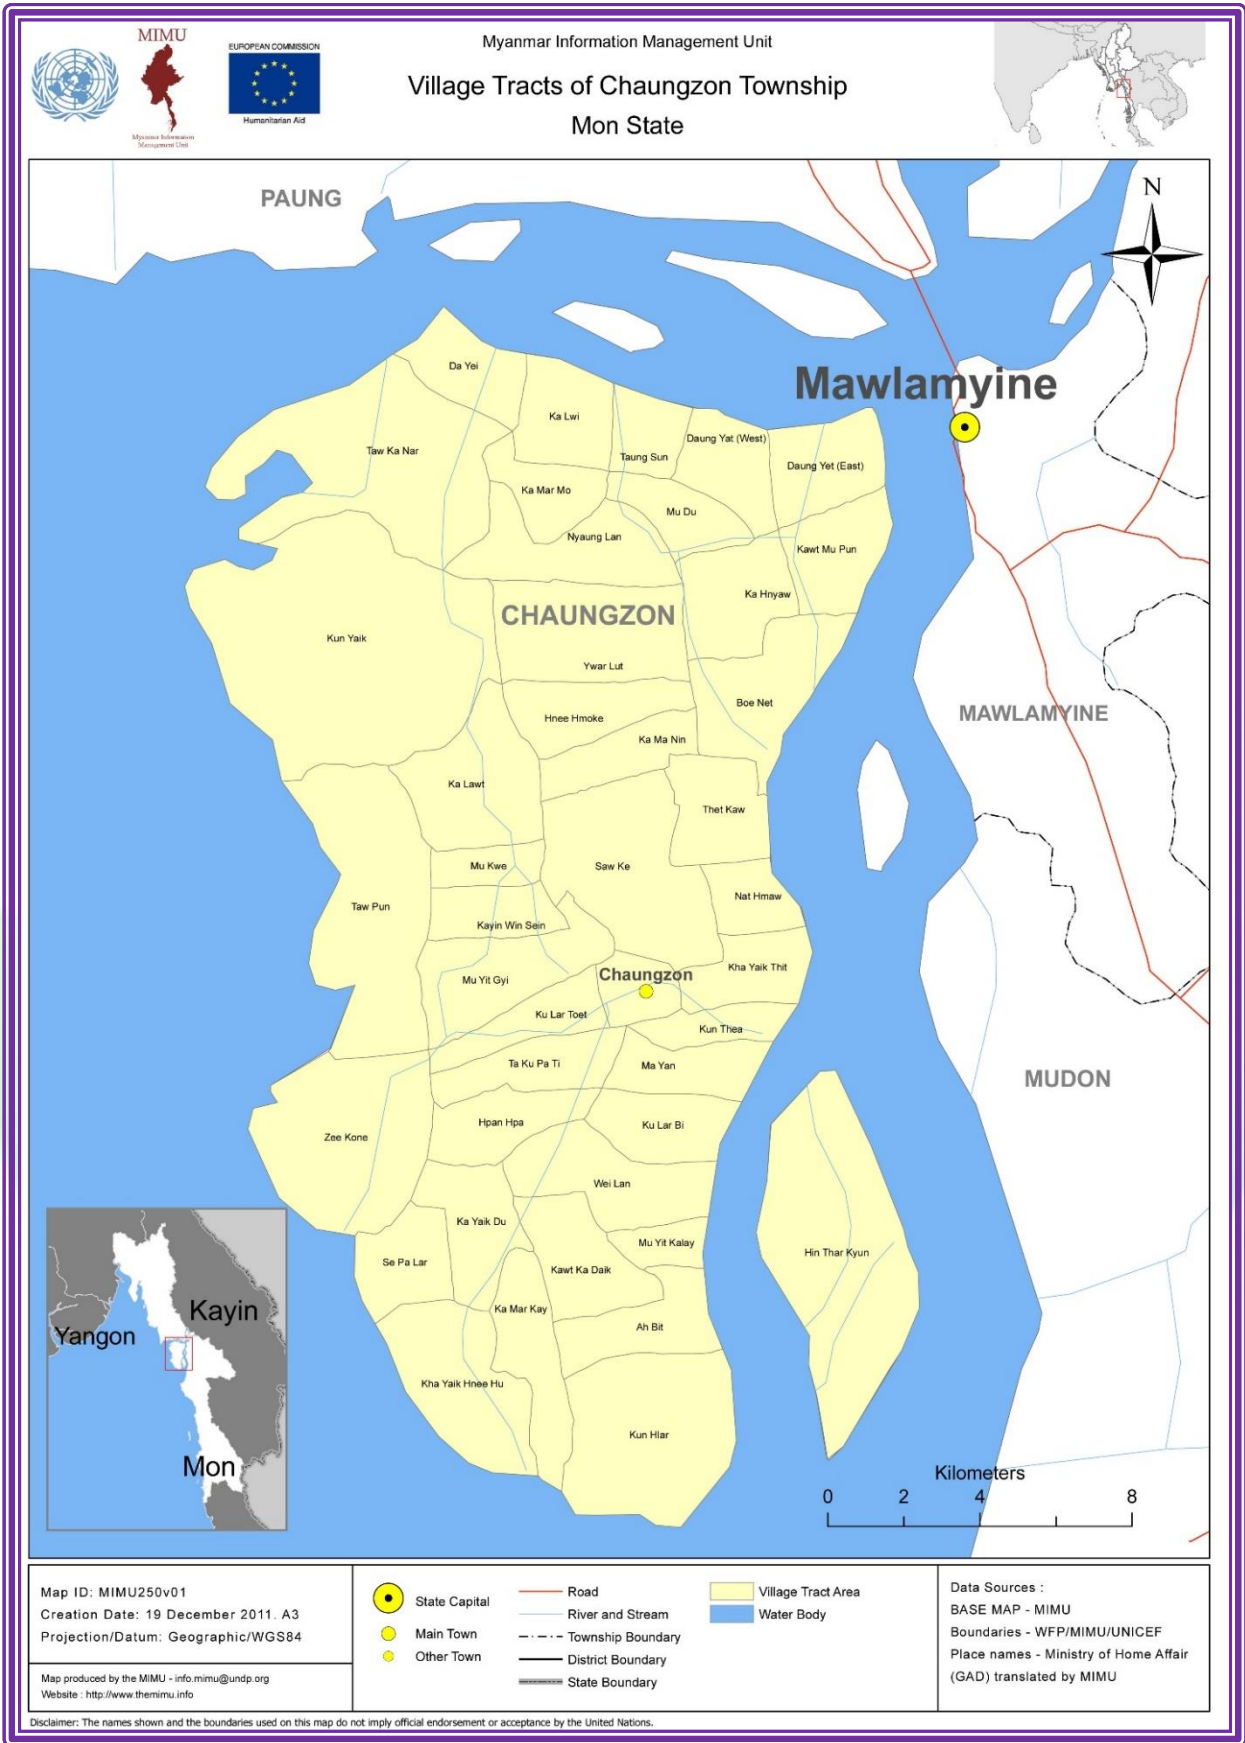 MIMU
Myanmar Information
Management Unit
EUROPEAN COMMISSION
Humanitarian Aid
Myanmar Information Management Unit
Village Tracts of Chaungzon Township
Mon State
PAUNG
N
Mawlamyine
Da Yei
Ka Lwi
Taw Ka Nar
Taung Sun
Daung Yat (West)
Daung Yet (East)
Ka Mar Mo
Mu Du
Nyaung Lan
Kawt Mu Pun
Ka Hnyaw
CHAUNGZON
Kun Yaik
Ywar Lut
Boe Net
MAWLAMYINE
Hnee Hmoke
Ka Ma Nin
Ka Lawt
Thet Kaw
Mu Kwe
Saw Ke
Nat Hmaw
Taw Pun
Kayin Win Sein
Kha Yaik Thit
Mu Yit Gyi
Chaungzon
Ku Lar Toet
Kun Thea
Ta Ku Pa Ti
Ma Yan
MUDON
Hpan Hpa
Ku Lar Bi
Zee Kone
Wei Lan
Ka Yaik Du
Mu Yit Kalay
Hin Thar Kyun
Se Pa Lar
Kawt Ka Daik
Ka Mar Kay
Ah Bit
Kha Yaik Hnee Hu
Kun Hlar
Kayin
Yangon
Mon
Kilometers
0 2 4 8
Map ID: MIMU250v01
Creation Date: 19 December 2011. A3
Projection/Datum: Geographic/WGS84
Map produced by the MIMU - info.mimu@undp.org
Website : http://www.themimu.info
State Capital
Main Town
Other Town
Road
River and Stream
Township Boundary
District Boundary
State Boundary
Village Tract Area
Water Body
Data Sources :
BASE MAP - MIMU
Boundaries - WFP/MIMU/UNICEF
Place names - Ministry of Home Affair
(GAD) translated by MIMU
Disclaimer: The names shown and the boundaries used on this map do not imply official endorsement or acceptance by the United Nations.